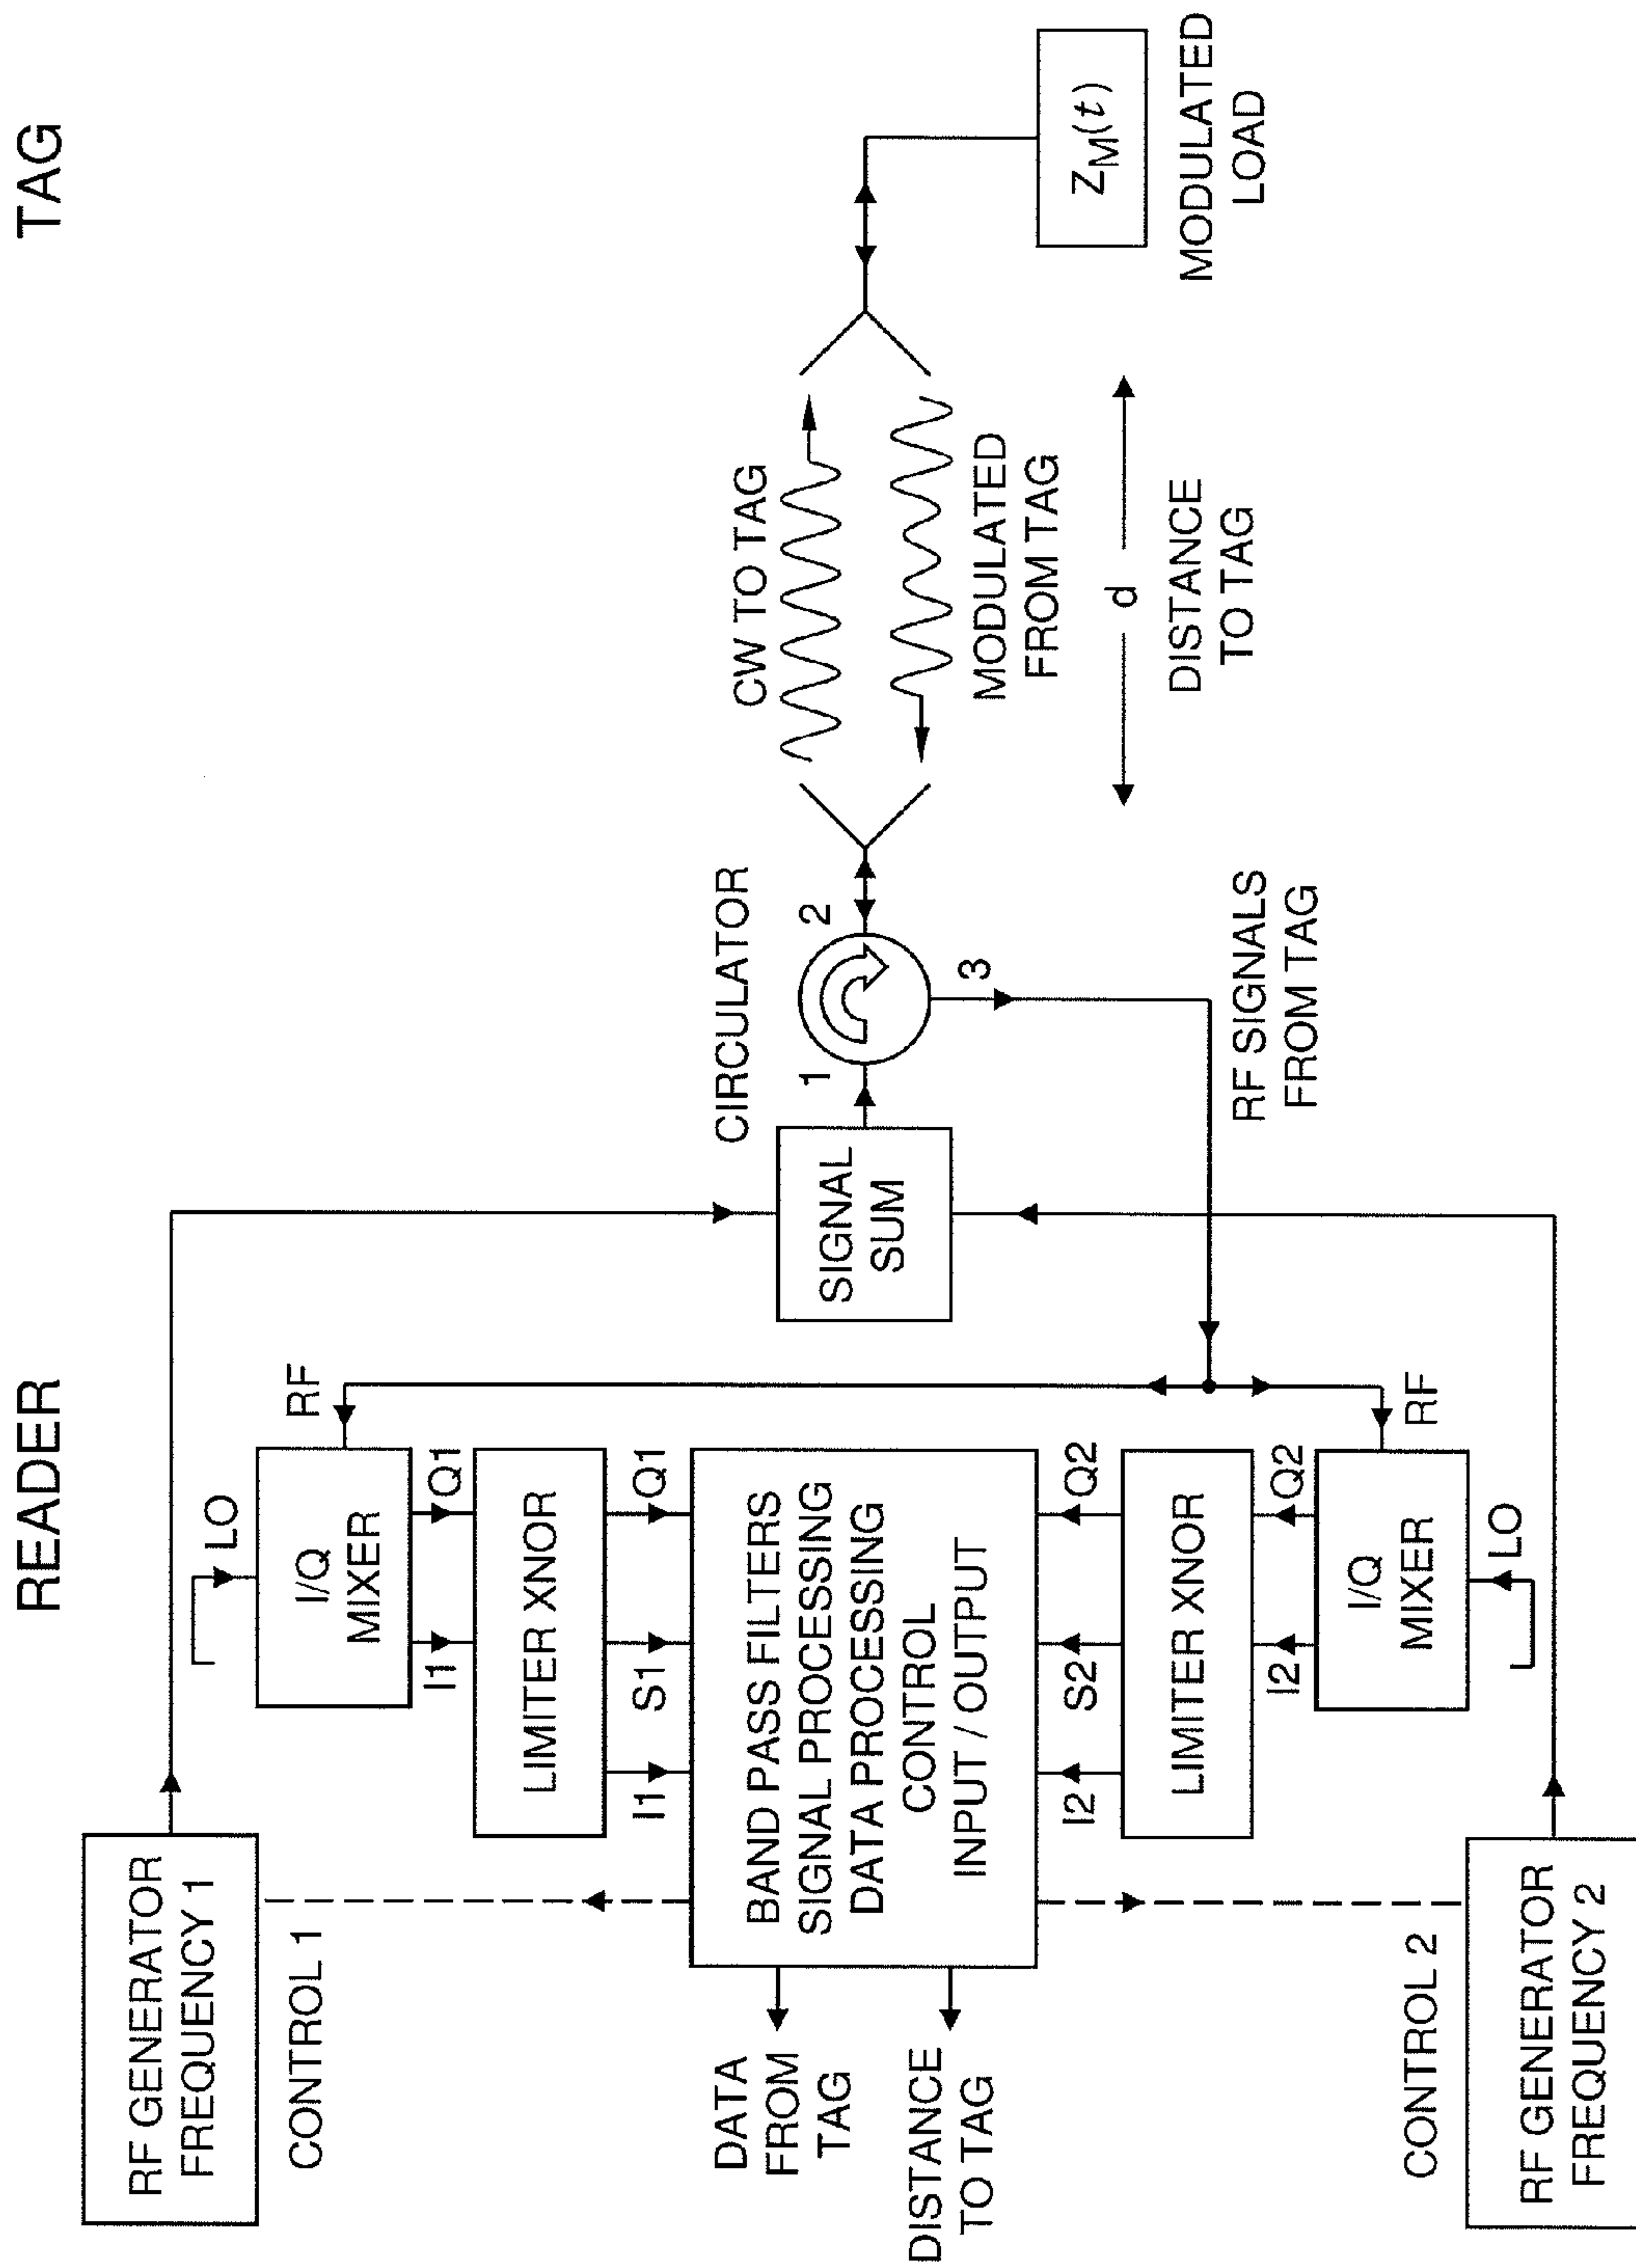 READER
TAG
RF GENERATOR
FREQUENCY 1
CONTROL 1
LO
I/Q
MIXER
RF
I1
Q1
LIMITER XNOR
I1
S1
Q1
BAND PASS FILTERS
SIGNAL PROCESSING
DATA PROCESSING
CONTROL
INPUT / OUTPUT
DATA
FROM
TAG
DISTANCE
TO TAG
I2
S2
Q2
LIMITER XNOR
I2
Q2
I/Q
MIXER
RF
LO
CONTROL 2
RF GENERATOR
FREQUENCY 2
SIGNAL
SUM
CIRCULATOR
1
2
3
RF SIGNALS
FROM TAG
CW TO TAG
MODULATED
FROM TAG
d
DISTANCE
TO TAG
Z_M(t)
MODULATED
LOAD